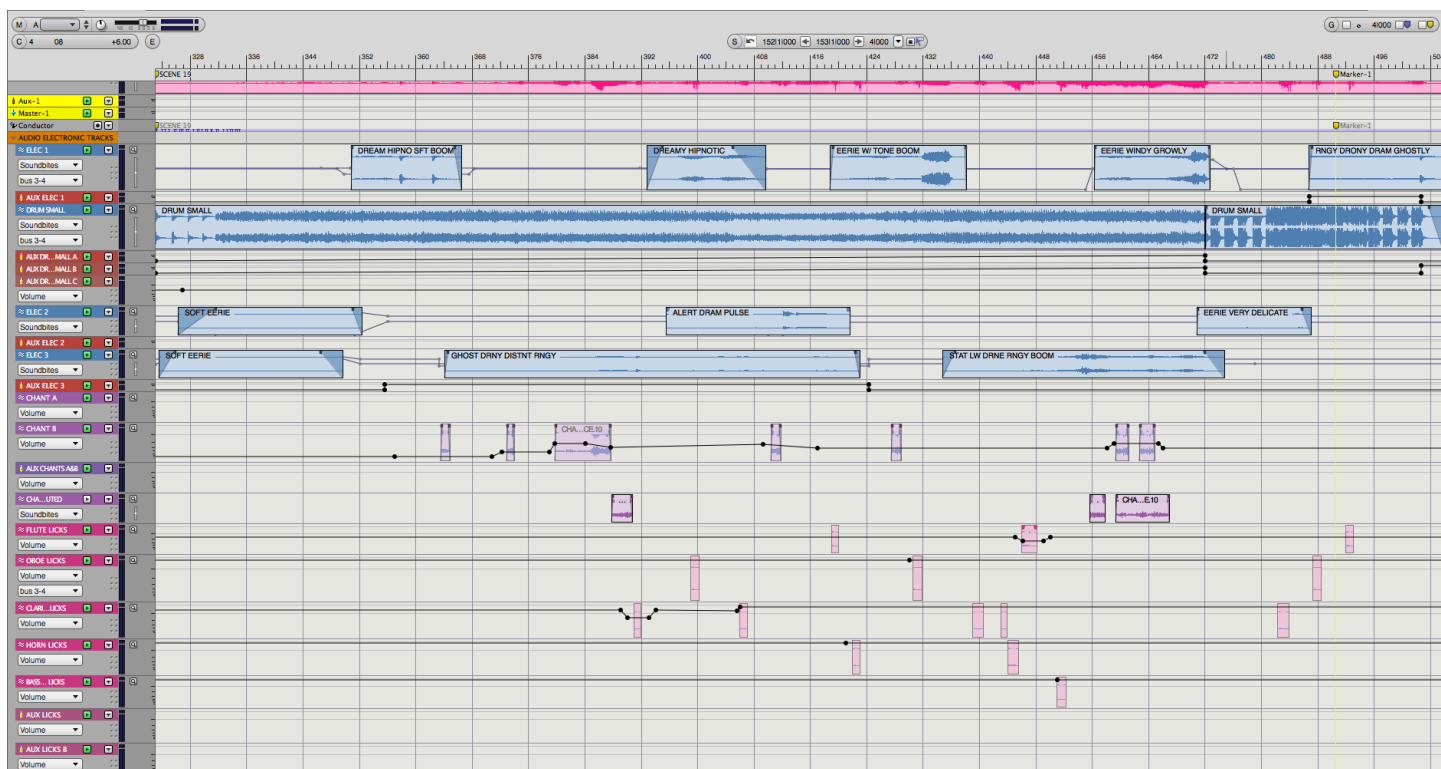 M A G 4|000
C 4 08 +6.00 E S 152|1|000 153|1|000 4|000
328 336 344 352 360 368 376 384 392 400 408 416 424 432 440 448 456 464 472 480 488 496 504
SCENE 19 Marker-1
Aux-1
Master-1
Conductor SCENE 19 Marker-1
AUDIO ELECTRONIC TRACKS
ELEC 1 DREAM HIPNO SFT BOOM DREAMY HIPNOTIC EERIE W/ TONE BOOM EERIE WINDY GROWLY RNGY DRONY DRAM GHOSTLY
Soundbites
bus 3-4
AUX ELEC 1
DRUM SMALL DRUM SMALL DRUM SMALL
Soundbites
bus 3-4
AUX DR...MALL A
AUX DR...MALL B
AUX DR...MALL C
Volume
ELEC 2 SOFT EERIE ALERT DRAM PULSE EERIE VERY DELICATE
Soundbites
AUX ELEC 2
ELEC 3 SOFT EERIE GHOST DRNY DISTNT RNGY STAT LW DRNE RNGY BOOM
Soundbites
AUX ELEC 3
CHANT A
Volume
CHANT B CHA...CE.10
Volume
AUX CHANTS A&B
Volume
CHA...UTED ... CHA...E.10
Soundbites
FLUTE LICKS
Volume
OBOE LICKS
Volume
bus 3-4
CLARI...LICKS
Volume
HORN LICKS
Volume
BASS... LICKS
Volume
AUX LICKS
Volume
AUX LICKS B
Volume